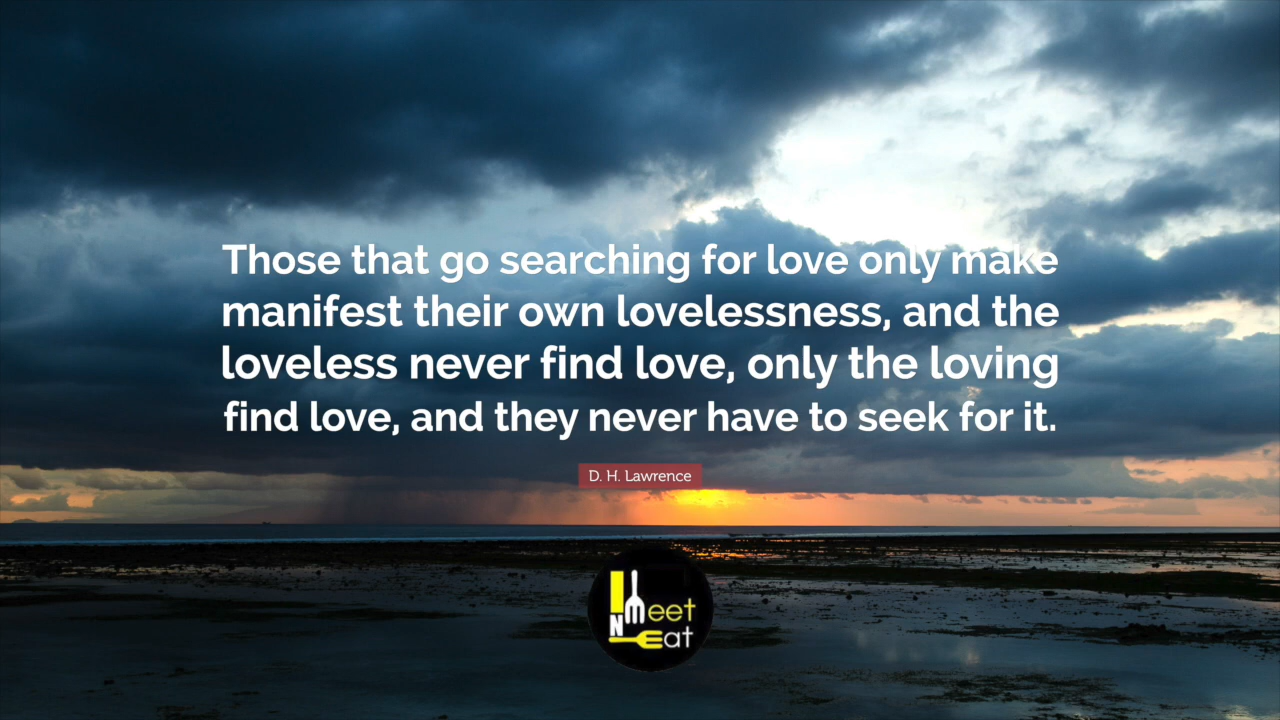 Those that go searching for love only make
manifest their own lovelessness, and the
loveless never find love, only the loving
find love, and they never have to seek for it.
D. H. Lawrence
meet
N
Eat